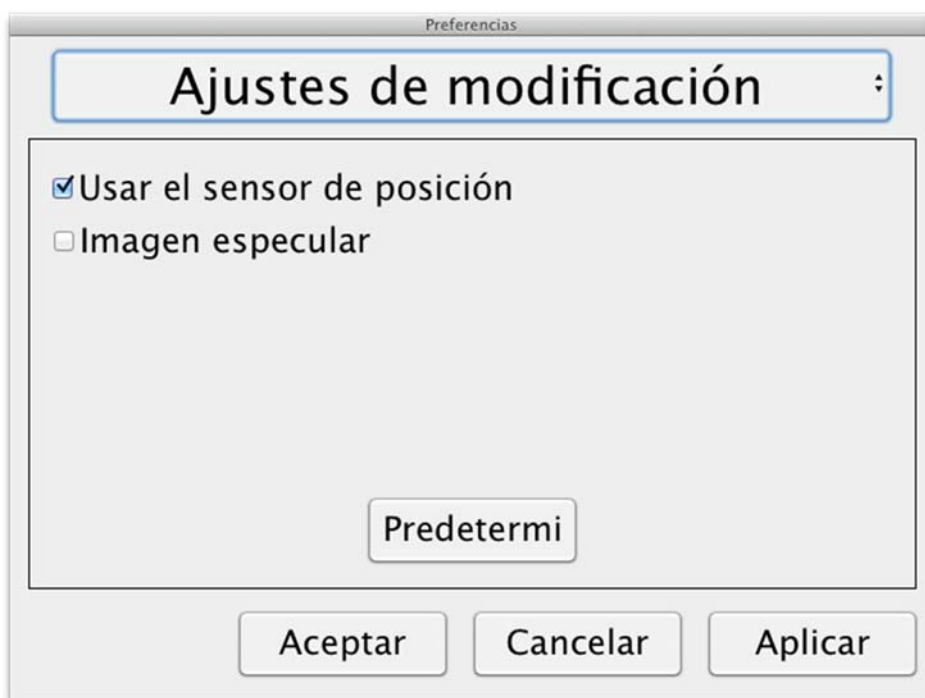 Preferencias
Ajustes de modificación
Usar el sensor de posición
Imagen especular
Predetermi
Aceptar Cancelar Aplicar